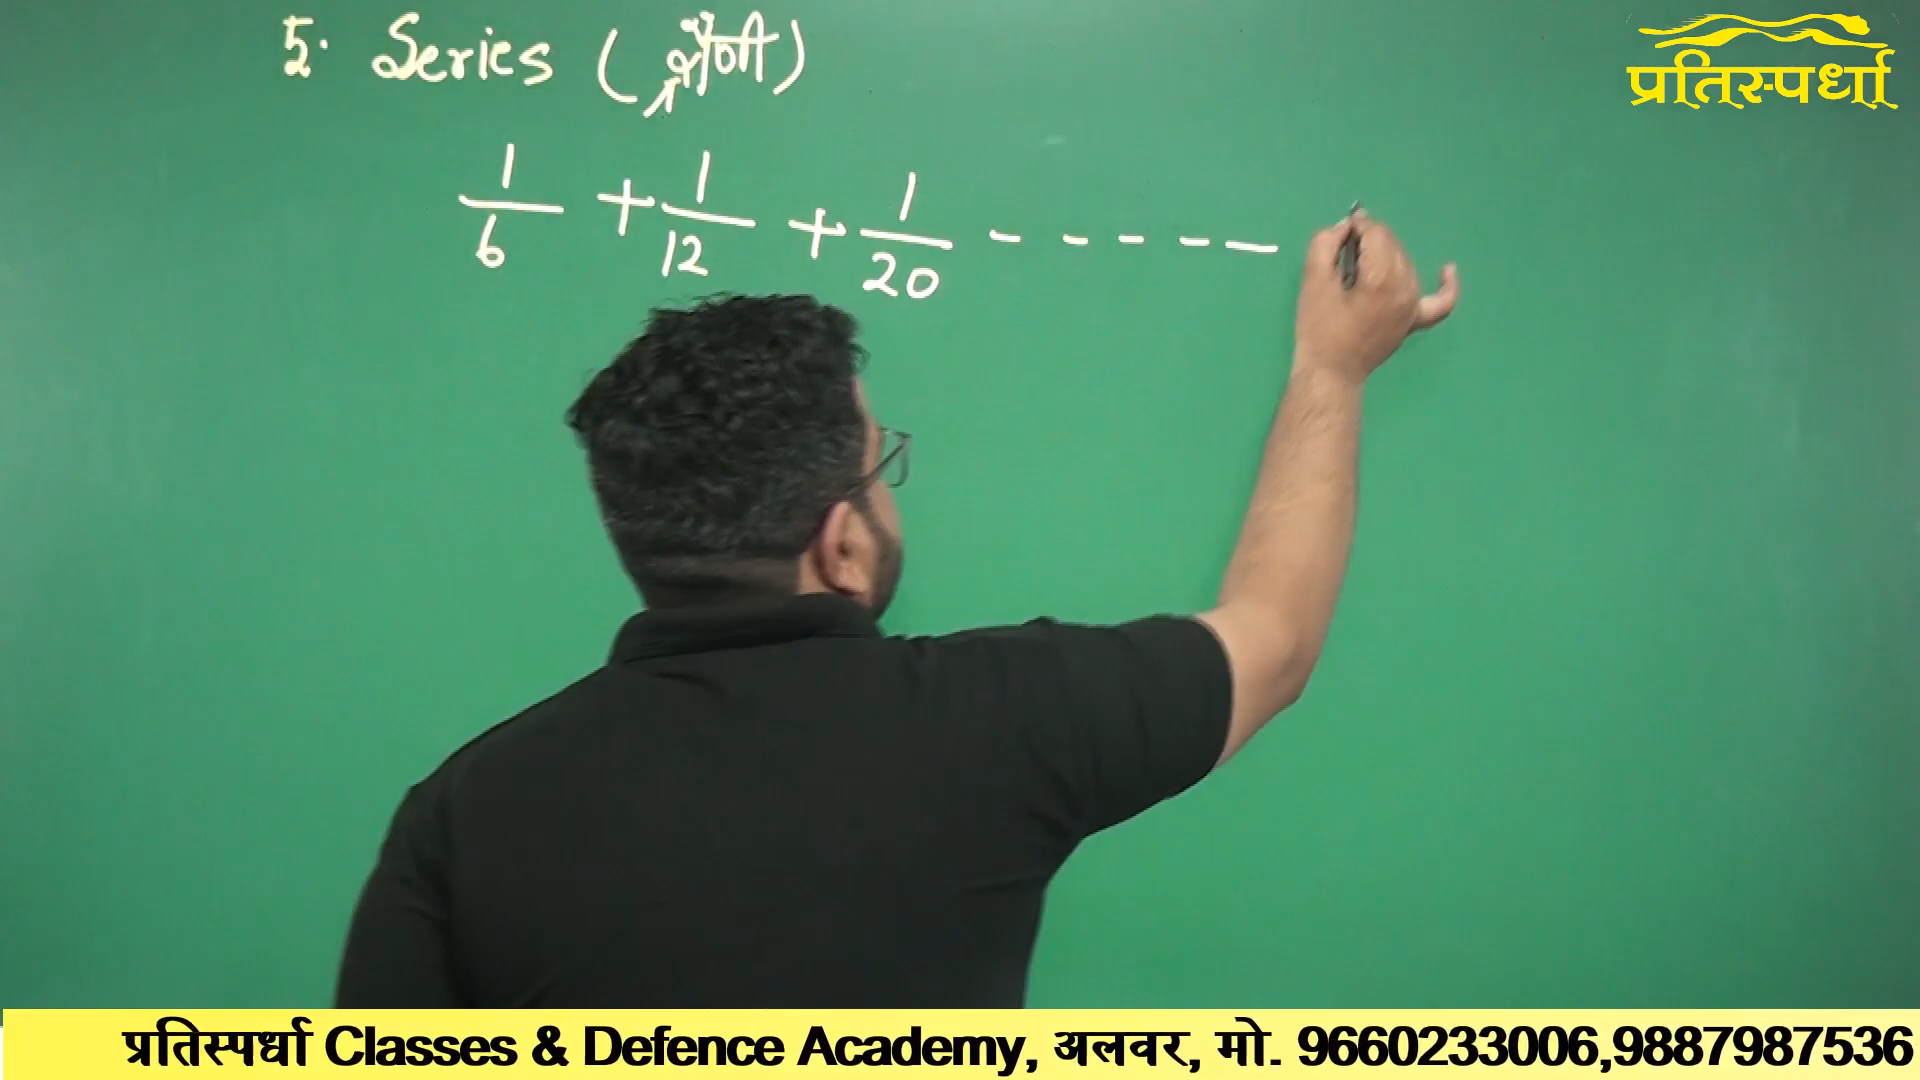 5. Series (श्रेणी)
1/6 + 1/12 + 1/20 - - - - -
प्रतिस्पर्धा
प्रतिस्पर्धा Classes & Defence Academy, अलवर, मो. 9660233006,9887987536